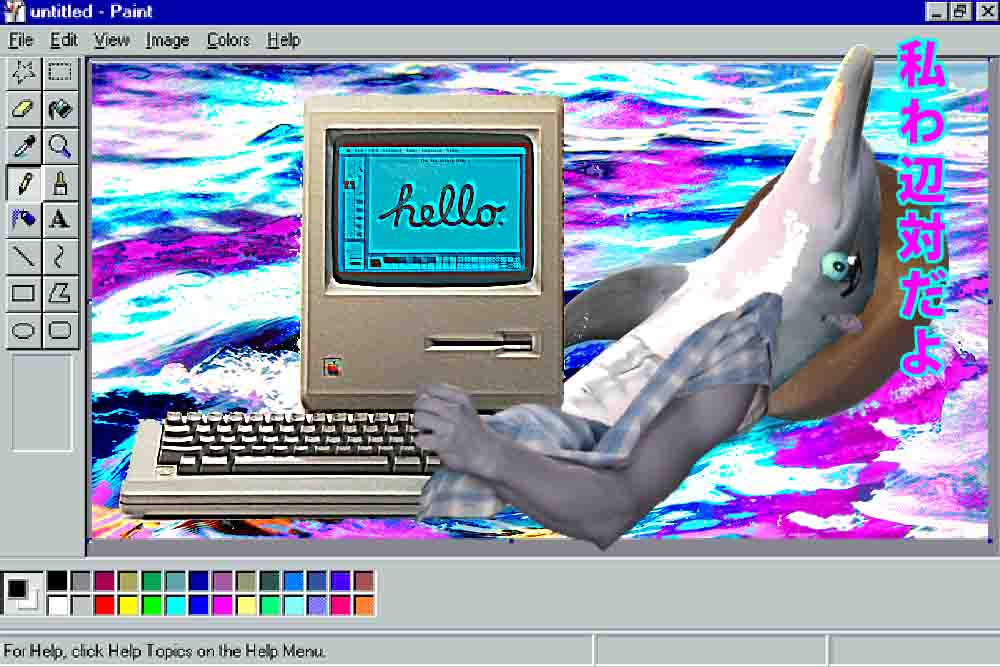 untitled - Paint
File Edit View Image Colors Help
私わ辺対だよ
hello.
A
For Help, click Help Topics on the Help Menu.